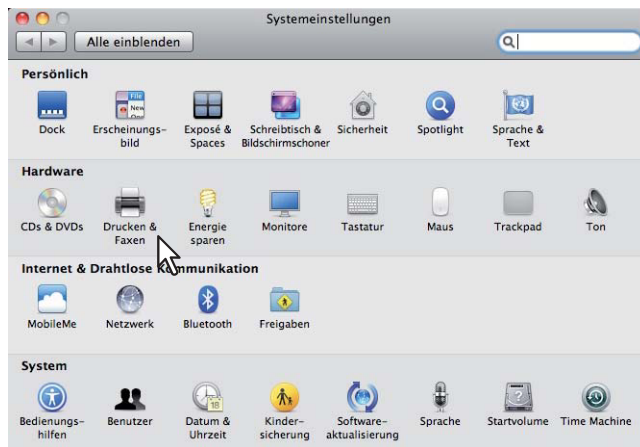 Systemeinstellungen
Alle einblenden
Persönlich
Dock
Erscheinungs-
bild
Exposé &
Spaces
Schreibtisch &
Bildschirmschoner
Sicherheit
Spotlight
Sprache &
Text
Hardware
CDs & DVDs
Drucken &
Faxen
Energie
sparen
Monitore
Tastatur
Maus
Trackpad
Ton
Internet & Drahtlose Kommunikation
MobileMe
Netzwerk
Bluetooth
Freigaben
System
Bedienungs-
hilfen
Benutzer
Datum &
Uhrzeit
Kinder-
sicherung
Software-
aktualisierung
Sprache
Startvolume
Time Machine